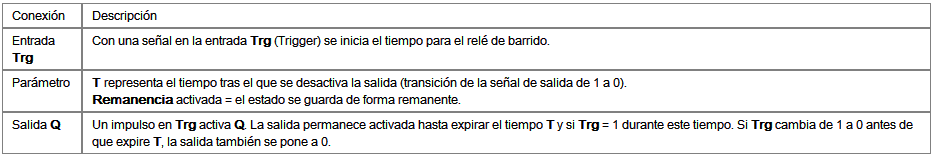 Conexión Descripción
Entrada Con una señal en la entrada Trg (Trigger) se inicia el tiempo para el relé de barrido.
Trg
Parámetro T representa el tiempo tras el que se desactiva la salida (transición de la señal de salida de 1 a 0).
Remanencia activada = el estado se guarda de forma remanente.
Salida Q Un impulso en Trg activa Q. La salida permanece activada hasta expirar el tiempo T y si Trg = 1 durante este tiempo. Si Trg cambia de 1 a 0 antes de
que expire T, la salida también se pone a 0.